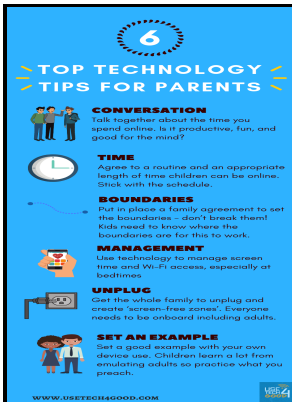 6
TOP TECHNOLOGY
TIPS FOR PARENTS
CONVERSATION
Talk together about the time you
spend online. Is it productive, fun, and
good for the mind?
TIME
Agree to a routine and an appropriate
length of time children can be online.
Stick with the schedule.
BOUNDARIES
Put in place a family agreement to set
the boundaries – don't break them!
Kids need to know where the
boundaries are for this to work.
MANAGEMENT
Use technology to manage screen
time and Wi-Fi access, especially at
bedtimes
UNPLUG
Get the whole family to unplug and
create 'screen-free zones'. Everyone
needs to be onboard including adults.
SET AN EXAMPLE
Set a good example with your own
device use. Children learn a lot from
emulating adults so practice what you
preach.
WWW.USETECH4GOOD.COM
USE
TECH4
GOOD